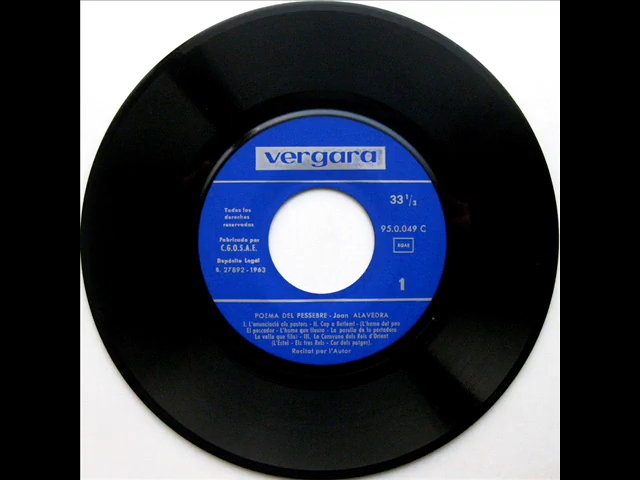 vergara
Todos los
derechos
reservados
33 1/3
Fabricado por
C.G.O.S.A.E.
95.0.049 C
SGAE
Depósito Legal
B. 27892 - 1963
1
POEMA DEL PESSEBRE - Joan ALAVEDRA
I. L'anunciació als pastors - II. Cap a Betlem: - (L'home del pou
El pescador - L'home que llaura - La parella de la portadora
La vella que fila) - III. La Caravana dels Reis d'Orient
(L'Estel - Els tres Reis - Cor dels patges).
Recitat per l'Autor